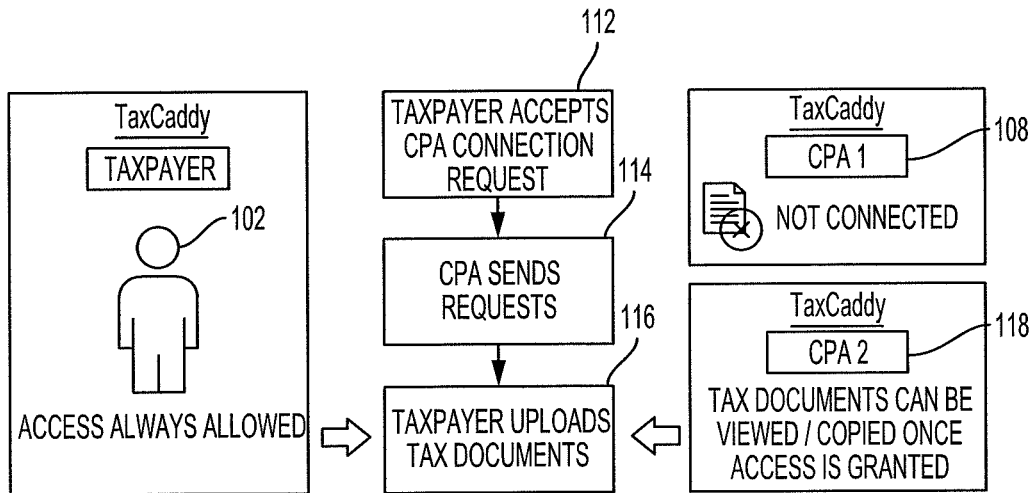 112
TaxCaddy
TAXPAYER
102
ACCESS ALWAYS ALLOWED
TAXPAYER ACCEPTS
CPA CONNECTION
REQUEST
114
CPA SENDS
REQUESTS
116
TAXPAYER UPLOADS
TAX DOCUMENTS
TaxCaddy
CPA 1
108
NOT CONNECTED
TaxCaddy
CPA 2
118
TAX DOCUMENTS CAN BE
VIEWED / COPIED ONCE
ACCESS IS GRANTED